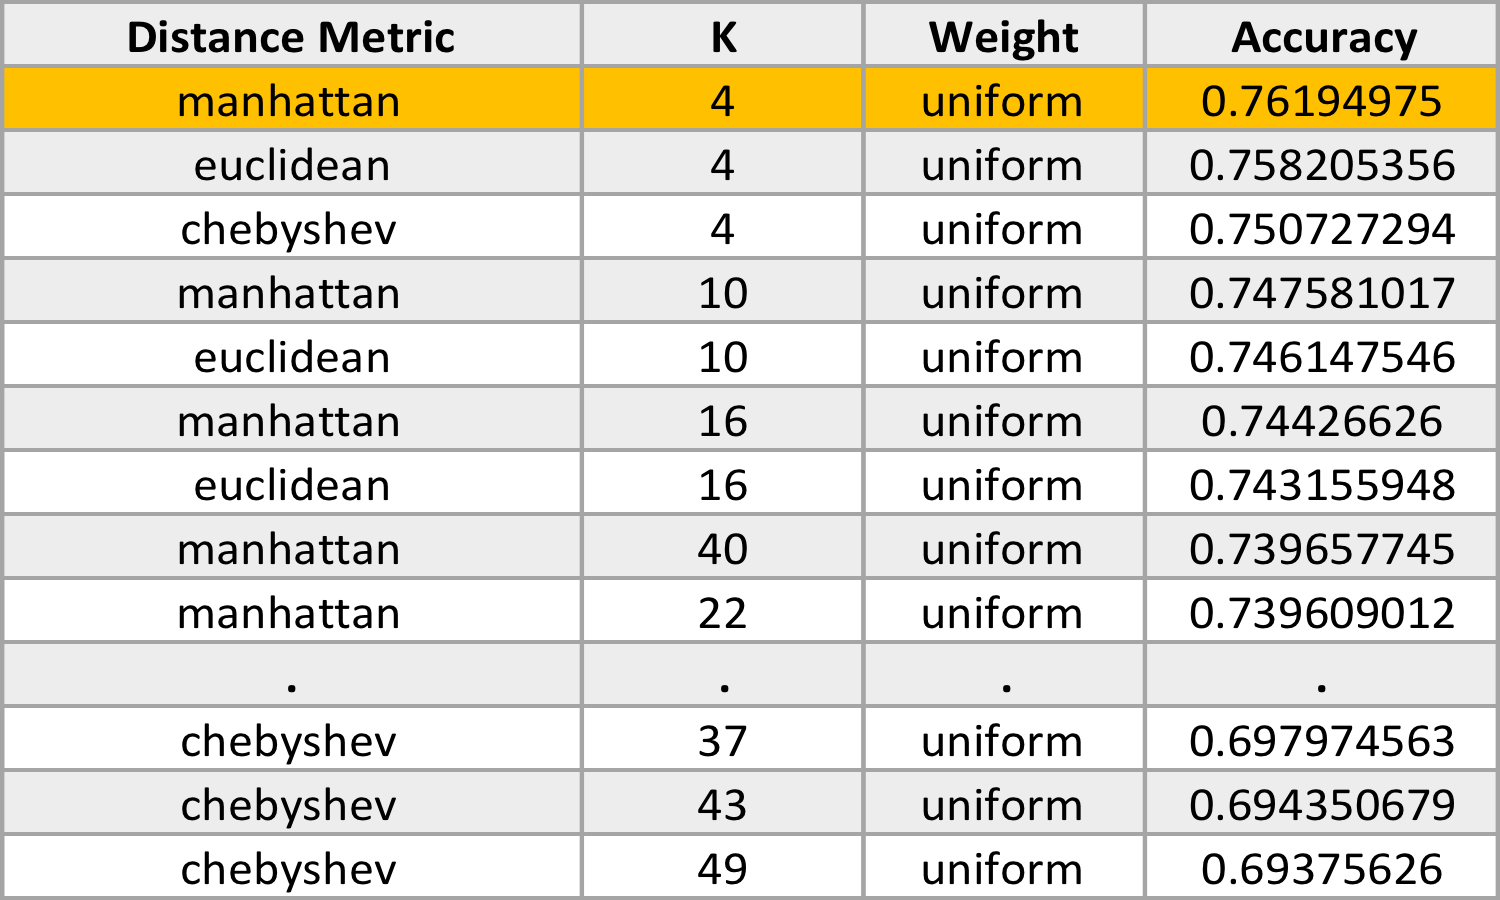 Distance Metric K Weight Accuracy
manhattan 4 uniform 0.76194975
euclidean 4 uniform 0.758205356
chebyshev 4 uniform 0.750727294
manhattan 10 uniform 0.747581017
euclidean 10 uniform 0.746147546
manhattan 16 uniform 0.74426626
euclidean 16 uniform 0.743155948
manhattan 40 uniform 0.739657745
manhattan 22 uniform 0.739609012
. . . .
chebyshev 37 uniform 0.697974563
chebyshev 43 uniform 0.694350679
chebyshev 49 uniform 0.69375626